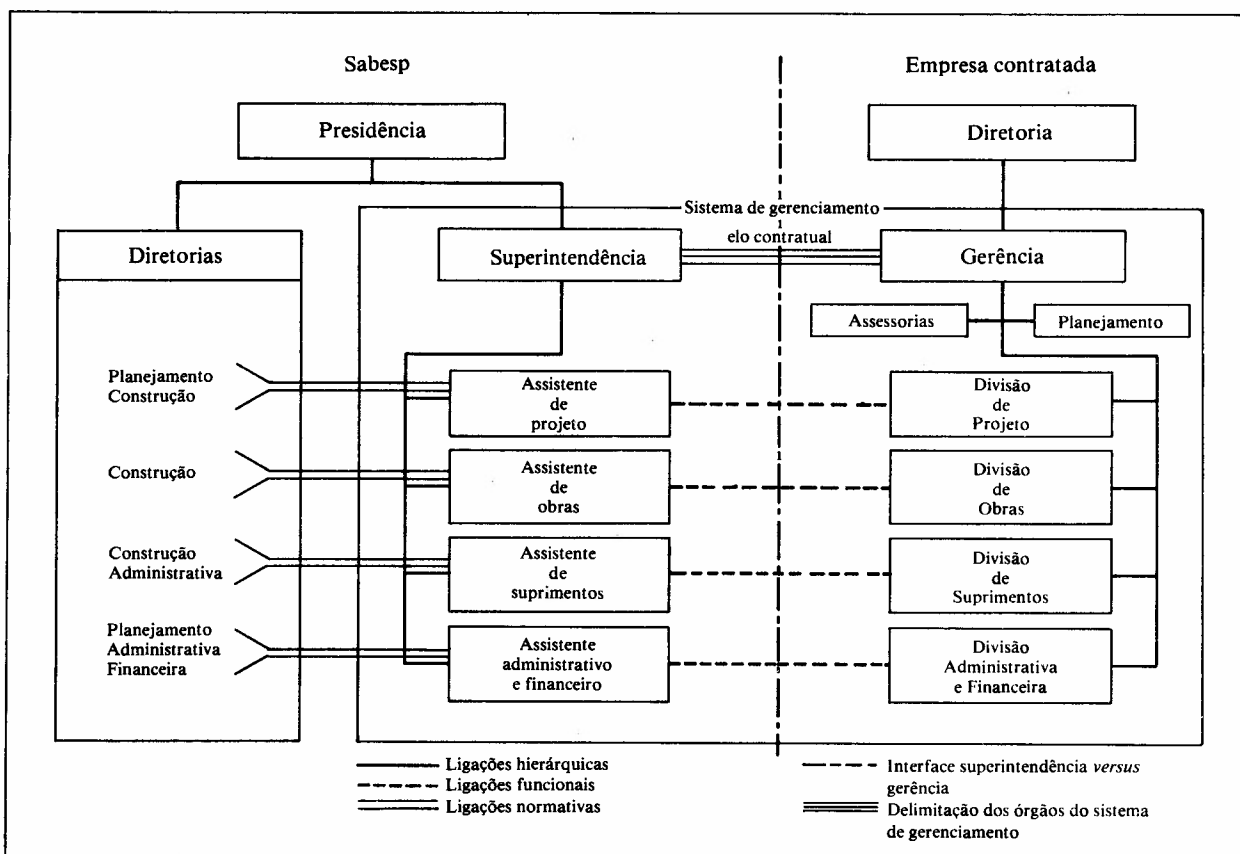 Sabesp
Empresa contratada
Presidência
Diretoria
Sistema de gerenciamento
elo contratual
Diretorias
Superintendência
Gerência
Assessorias
Planejamento
Planejamento
Construção
Assistente
de
projeto
Divisão
de
Projeto
Construção
Assistente
de
obras
Divisão
de
Obras
Construção
Administrativa
Assistente
de
suprimentos
Divisão
de
Suprimentos
Planejamento
Administrativa
Financeira
Assistente
administrativo
e financeiro
Divisão
Administrativa
e Financeira
Ligações hierárquicas
Ligações funcionais
Ligações normativas
Interface superintendência versus
gerência
Delimitação dos órgãos do sistema
de gerenciamento